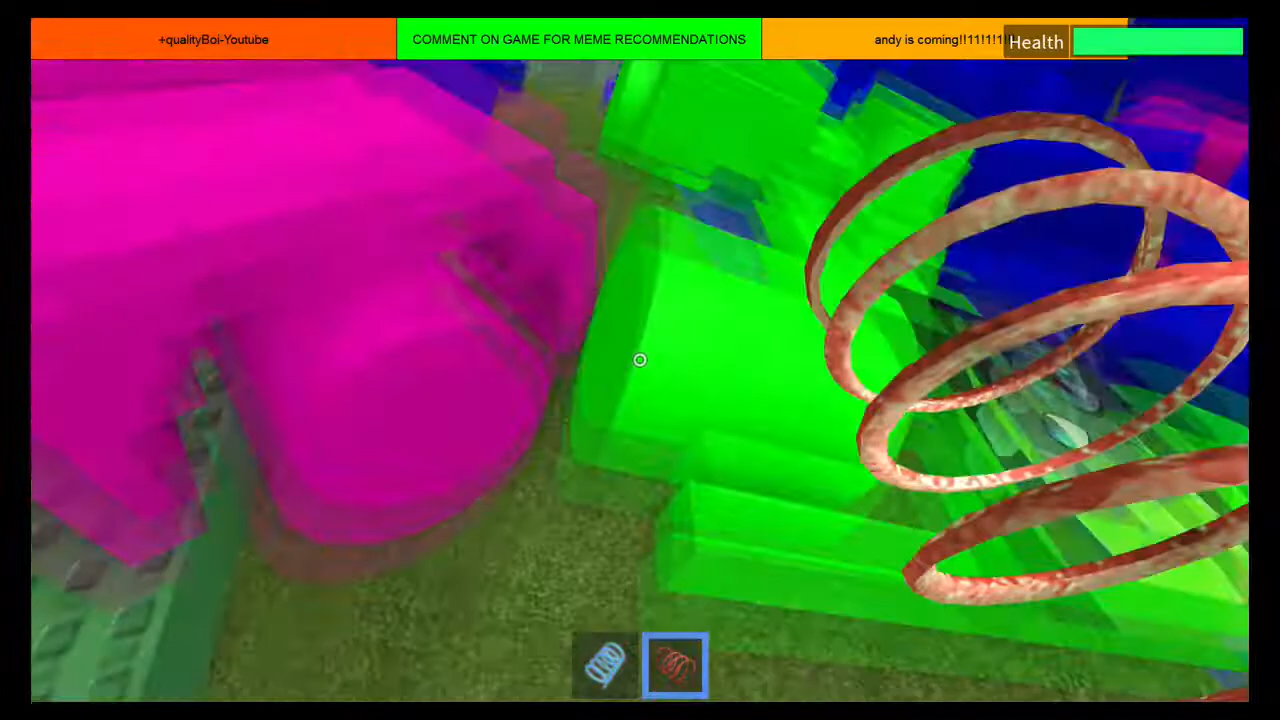 +qualityBoi-Youtube
COMMENT ON GAME FOR MEME RECOMMENDATIONS
andy is coming!!11!1!1!
Health